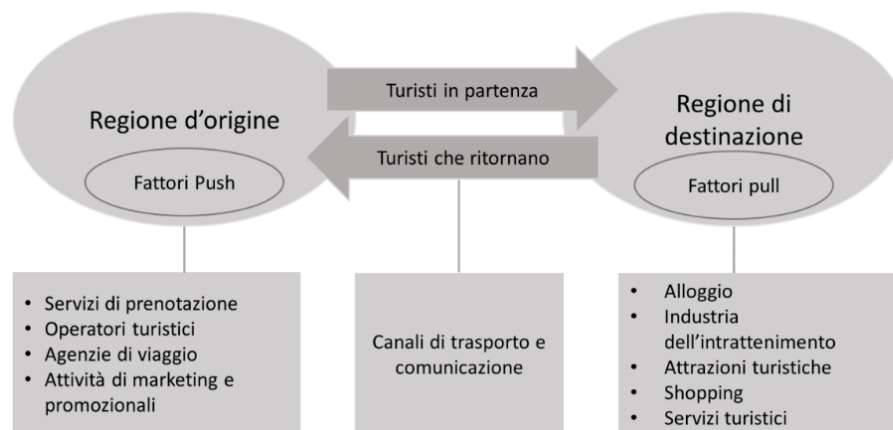 Turisti in partenza
Regione d'origine
Regione di
destinazione
Turisti che ritornano
Fattori Push
Fattori pull
• Servizi di prenotazione
• Operatori turistici
• Agenzie di viaggio
• Attività di marketing e
promozionali
Canali di trasporto e
comunicazione
• Alloggio
• Industria
dell'intrattenimento
• Attrazioni turistiche
• Shopping
• Servizi turistici